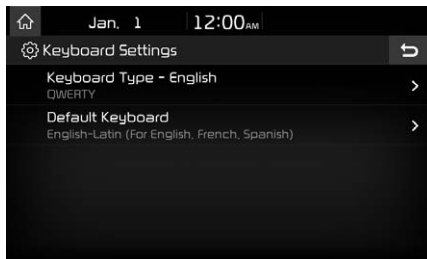 Jan. 1 12:00AM
Keyboard Settings
Keyboard Type - English
QWERTY
Default Keyboard
English-Latin (For English, French, Spanish)